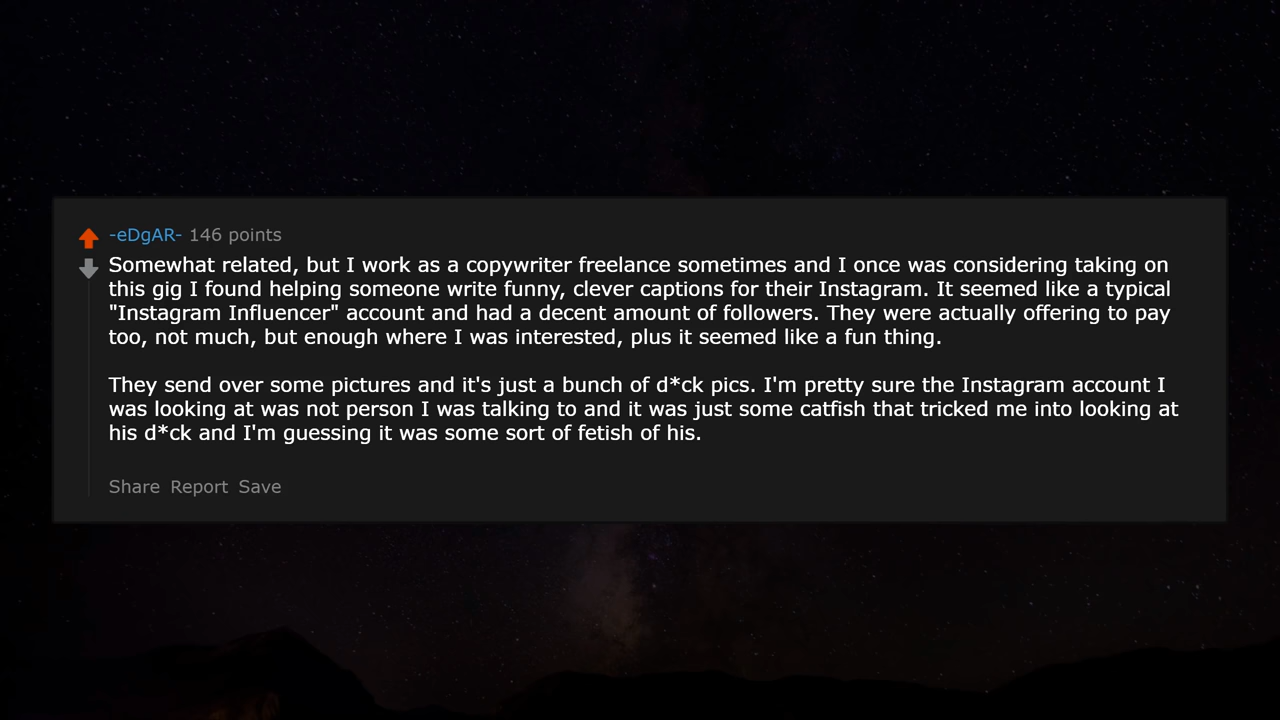 -eDgAR- 146 points
Somewhat related, but I work as a copywriter freelance sometimes and I once was considering taking on
this gig I found helping someone write funny, clever captions for their Instagram. It seemed like a typical
"Instagram Influencer" account and had a decent amount of followers. They were actually offering to pay
too, not much, but enough where I was interested, plus it seemed like a fun thing.
They send over some pictures and it's just a bunch of d*ck pics. I'm pretty sure the Instagram account I
was looking at was not person I was talking to and it was just some catfish that tricked me into looking at
his d*ck and I'm guessing it was some sort of fetish of his.
Share Report Save